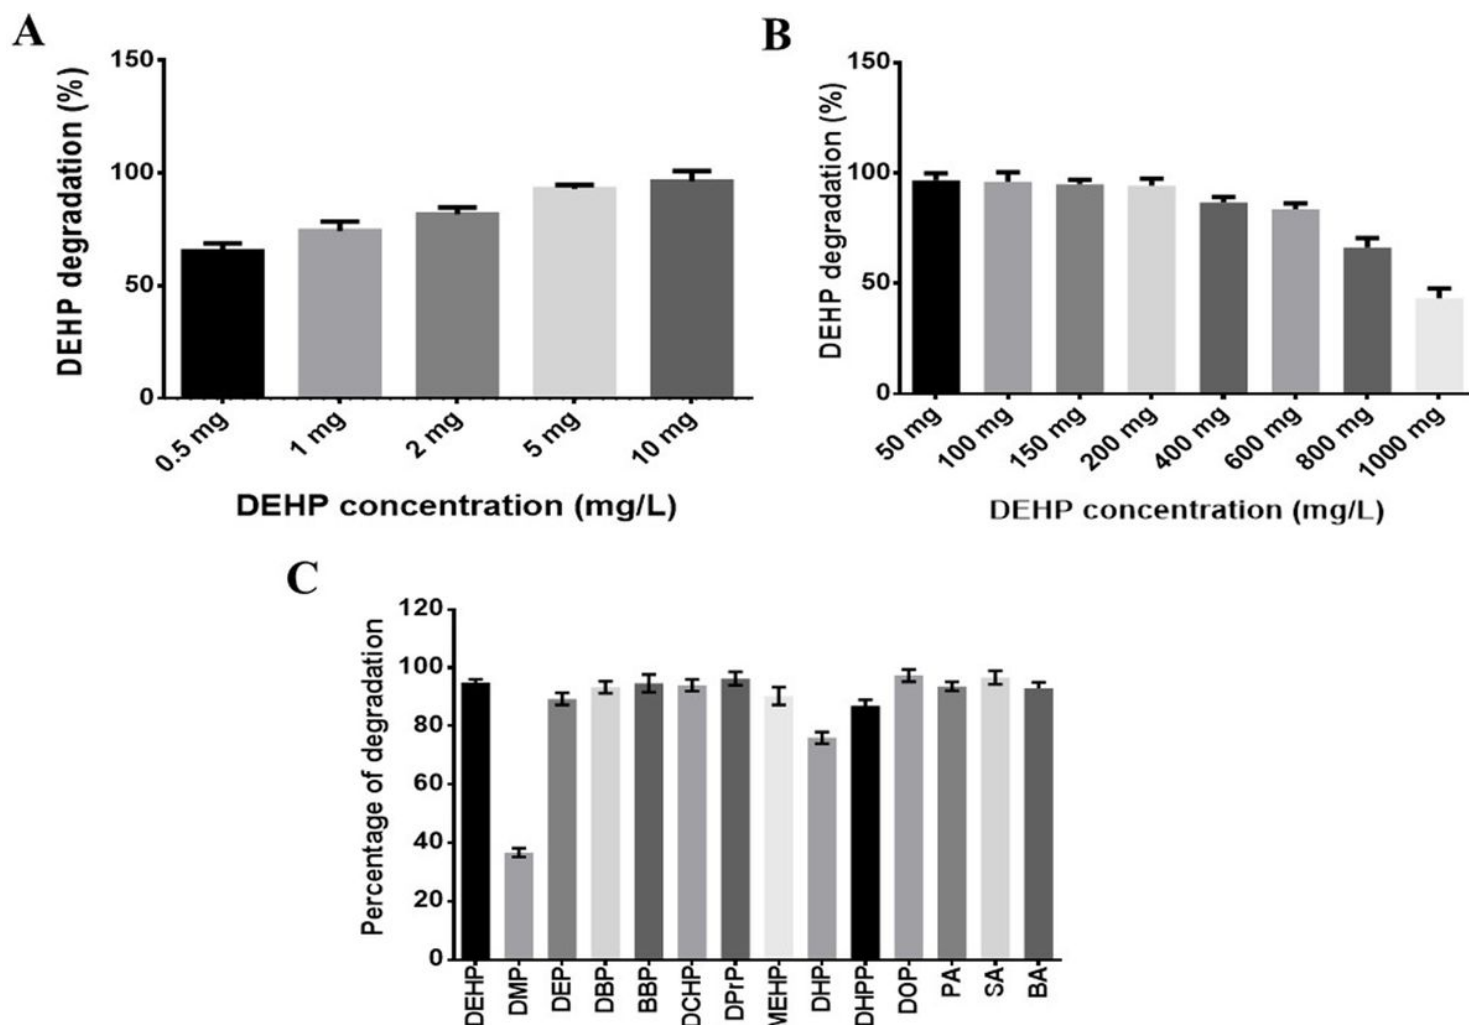 A
DEHP degradation (%)
150
100
50
0
0.5 mg
1 mg
2 mg
5 mg
10 mg
DEHP concentration (mg/L)
B
DEHP degradation (%)
150
100
50
0
50 mg
100 mg
150 mg
200 mg
400 mg
600 mg
800 mg
1000 mg
DEHP concentration (mg/L)
C
Percentage of degradation
120
100
80
60
40
20
0
DEHP
DMP
DEP
DBP
BBP
DCHP
DPrP
MEHP
DHP
DHPP
DOP
PA
SA
BA